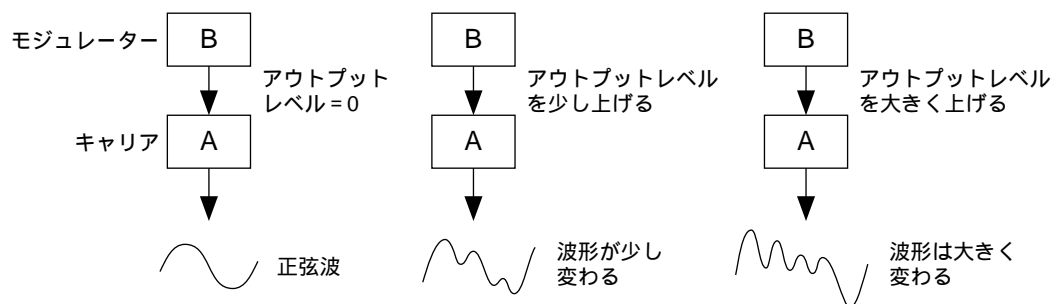 モジュレーター
B
アウトプット
レベル = 0
キャリア
A
正弦波
B
アウトプットレベル
を少し上げる
A
波形が少し
変わる
B
アウトプットレベル
を大きく上げる
A
波形は大きく
変わる